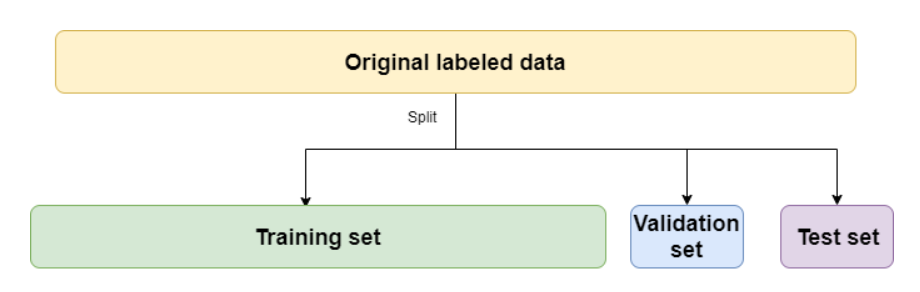 Original labeled data
Split
Training set
Validation
set
Test set